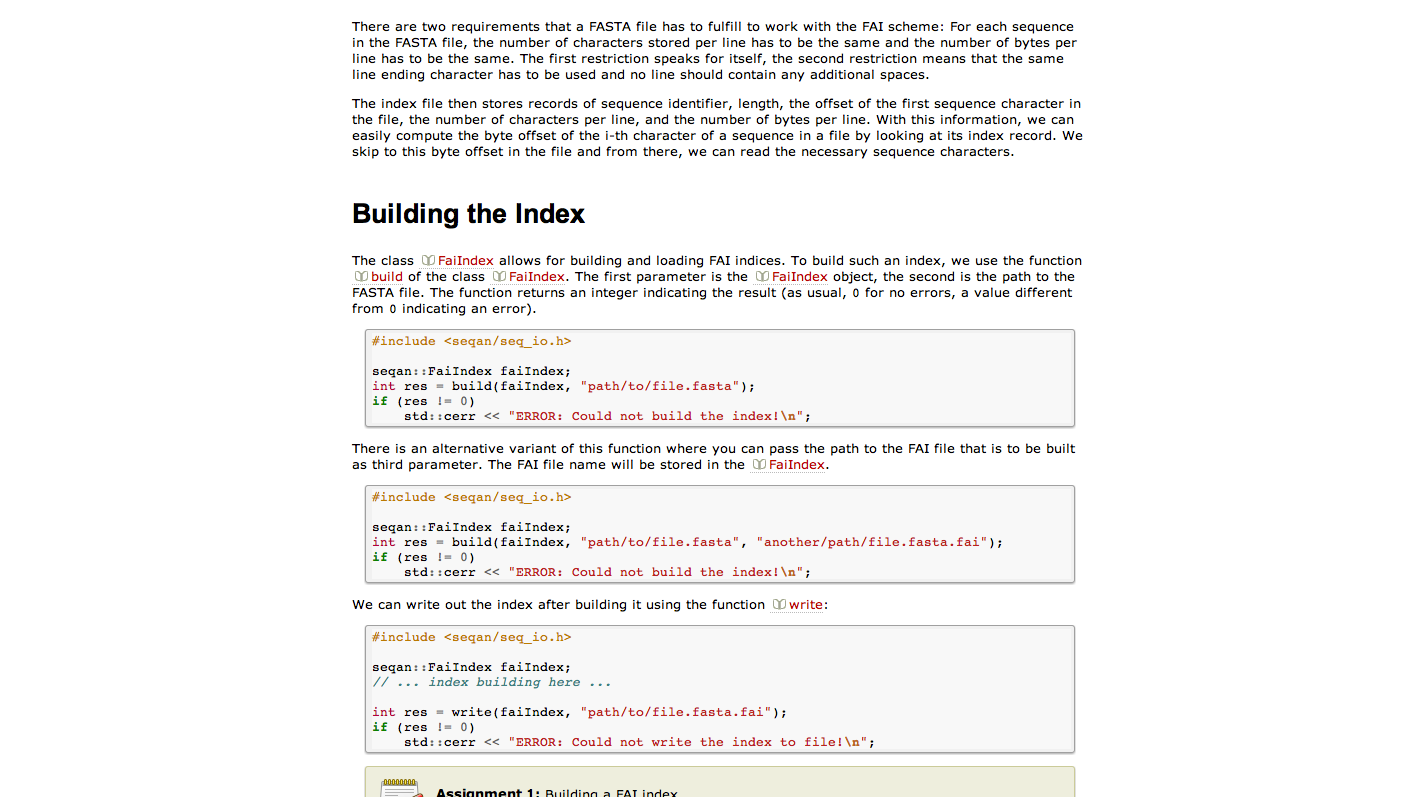 There are two requirements that a FASTA file has to fulfill to work with the FAI scheme: For each sequence
in the FASTA file, the number of characters stored per line has to be the same and the number of bytes per
line has to be the same. The first restriction speaks for itself, the second restriction means that the same
line ending character has to be used and no line should contain any additional spaces.
The index file then stores records of sequence identifier, length, the offset of the first sequence character in
the file, the number of characters per line, and the number of bytes per line. With this information, we can
easily compute the byte offset of the i-th character of a sequence in a file by looking at its index record. We
skip to this byte offset in the file and from there, we can read the necessary sequence characters.
Building the Index
The class FaiIndex allows for building and loading FAI indices. To build such an index, we use the function
build of the class FaiIndex. The first parameter is the FaiIndex object, the second is the path to the
FASTA file. The function returns an integer indicating the result (as usual, 0 for no errors, a value different
from 0 indicating an error).
#include <seqan/seq_io.h>
seqan::FaiIndex faiIndex;
int res = build(faiIndex, "path/to/file.fasta");
if (res != 0)
    std::cerr << "ERROR: Could not build the index!\n";
There is an alternative variant of this function where you can pass the path to the FAI file that is to be built
as third parameter. The FAI file name will be stored in the FaiIndex.
#include <seqan/seq_io.h>
seqan::FaiIndex faiIndex;
int res = build(faiIndex, "path/to/file.fasta", "another/path/file.fasta.fai");
if (res != 0)
    std::cerr << "ERROR: Could not build the index!\n";
We can write out the index after building it using the function write:
#include <seqan/seq_io.h>
seqan::FaiIndex faiIndex;
// ... index building here ...
int res = write(faiIndex, "path/to/file.fasta.fai");
if (res != 0)
    std::cerr << "ERROR: Could not write the index to file!\n";
Assignment 1: Building a FAI index